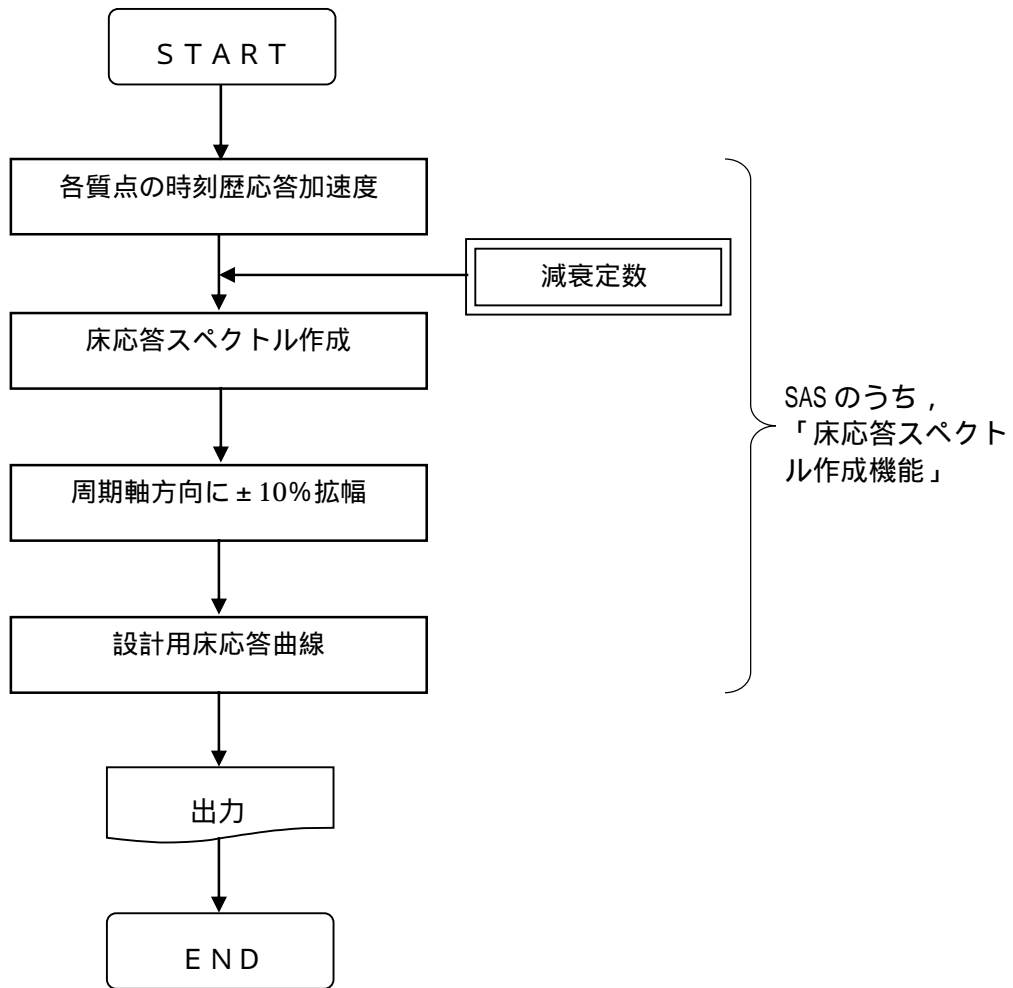 ＳＴＡＲＴ
各質点の時刻歴応答加速度
減衰定数
床応答スペクトル作成
SAS のうち，
「床応答スペクト
ル作成機能」
周期軸方向に±10%拡幅
設計用床応答曲線
出力
ＥＮＤ